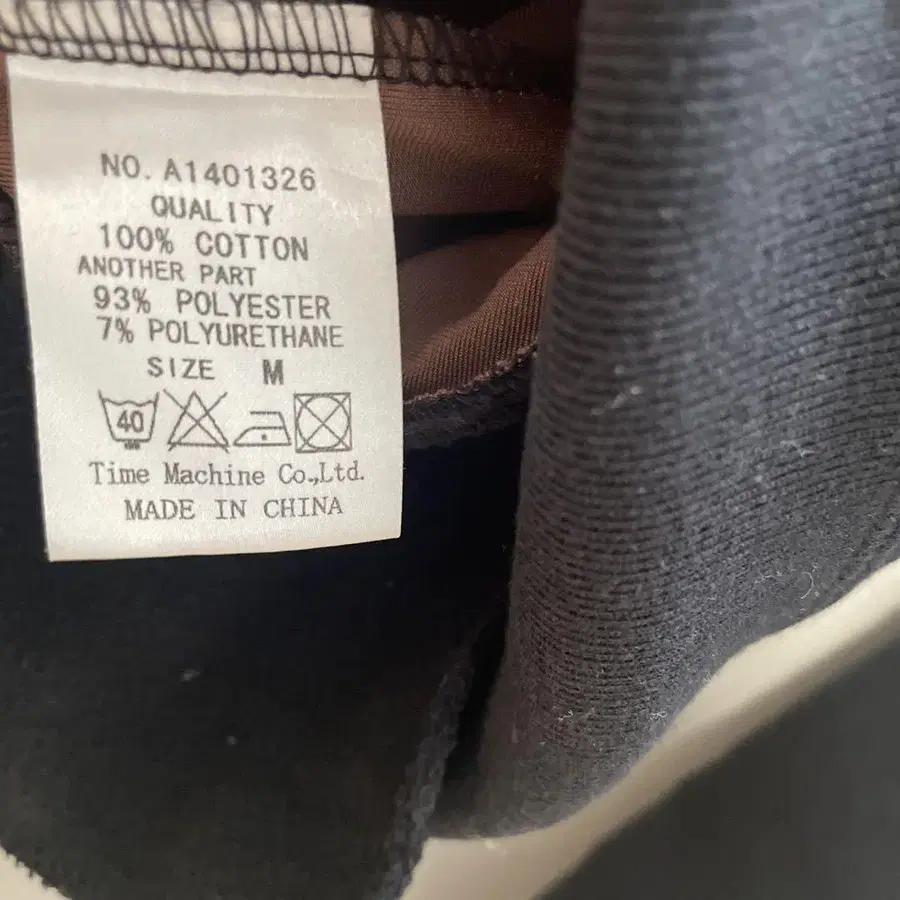 NO. A1401326
QUALITY
100% COTTON
ANOTHER PART
93% POLYESTER
7% POLYURETHANE
SIZE M
40
Time Machine Co.,Ltd.
MADE IN CHINA